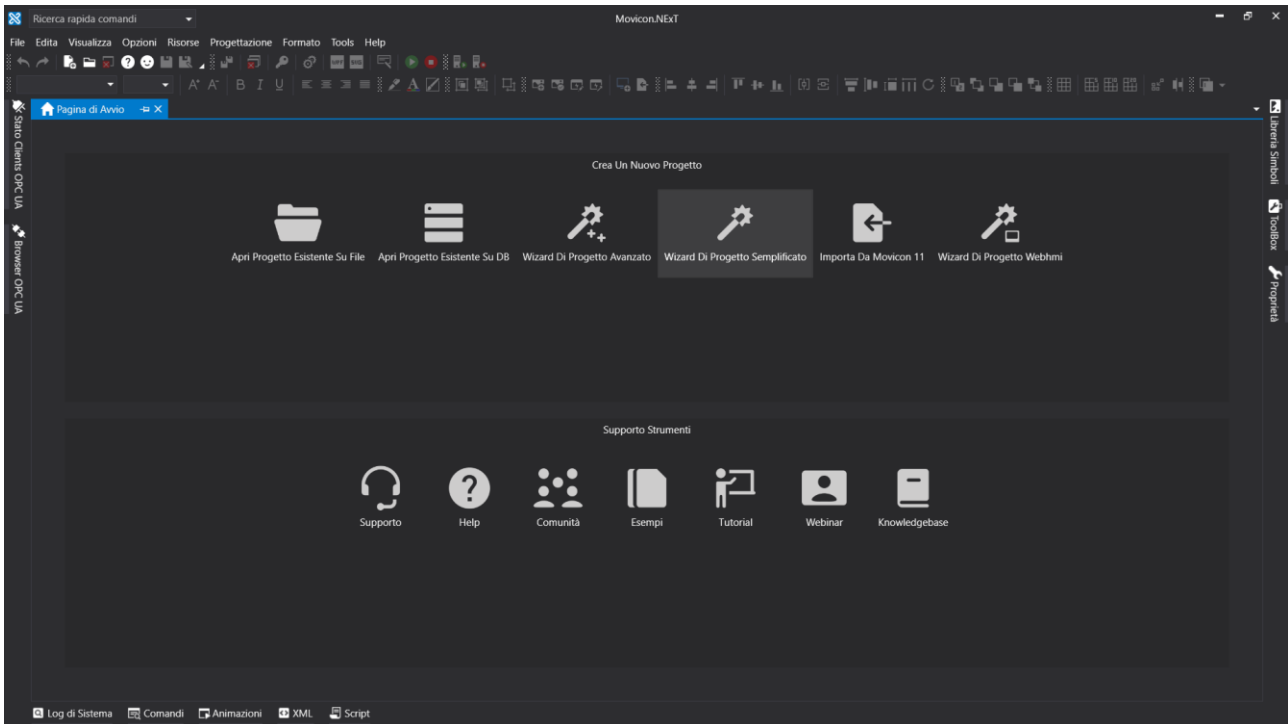 Ricerca rapida comandi
Movicon.NExT
File Edita Visualizza Opzioni Risorse Progettazione Formato Tools Help
Pagina di Avvio
Stato Clients OPC UA
Browser OPC UA
Crea Un Nuovo Progetto
Apri Progetto Esistente Su File Apri Progetto Esistente Su DB Wizard Di Progetto Avanzato Wizard Di Progetto Semplificato Importa Da Movicon 11 Wizard Di Progetto Webhmi
Supporto Strumenti
Supporto Help Comunità Esempi Tutorial Webinar Knowledgebase
Libreria Simboli
ToolBox
Proprietà
Log di Sistema Comandi Animazioni XML Script